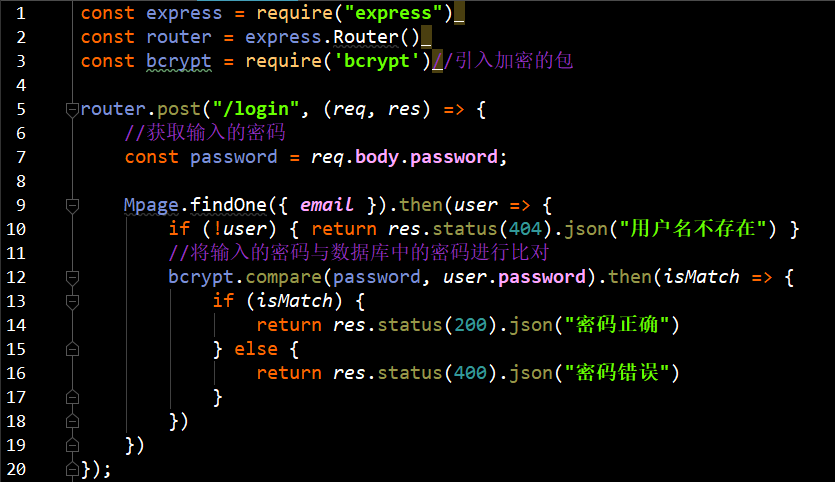 1 const express = require("express")
2 const router = express.Router()
3 const bcrypt = require('bcrypt')//引入加密的包
4
5 router.post("/login", (req, res) => {
6     //获取输入的密码
7     const password = req.body.password;
8
9     Mpage.findOne({ email }).then(user => {
10         if (!user) { return res.status(404).json("用户名不存在") }
11         //将输入的密码与数据库中的密码进行比对
12         bcrypt.compare(password, user.password).then(isMatch => {
13             if (isMatch) {
14                 return res.status(200).json("密码正确")
15             } else {
16                 return res.status(400).json("密码错误")
17             }
18         })
19     })
20 });